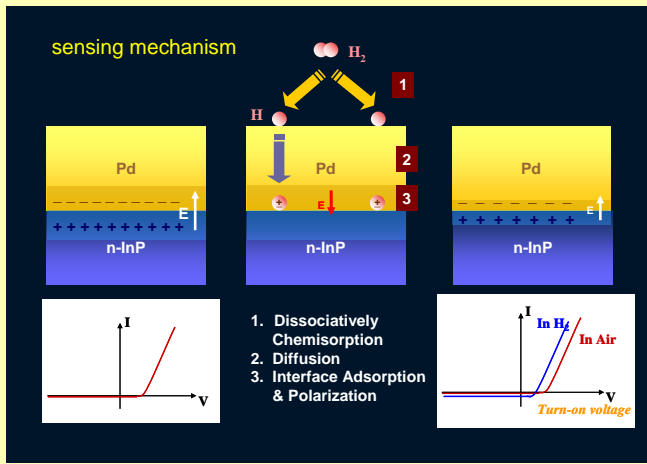 sensing mechanism
H₂
1
H
Pd
– – – – – – – – –
E
+ + + + + + + + + +
n-InP
Pd
2
3
±
E
±
n-InP
Pd
– – – – – –
E
+ + + + + + +
n-InP
I
V
1. Dissociatively
Chemisorption
2. Diffusion
3. Interface Adsorption
& Polarization
I
In H₂
In Air
V
Turn-on voltage